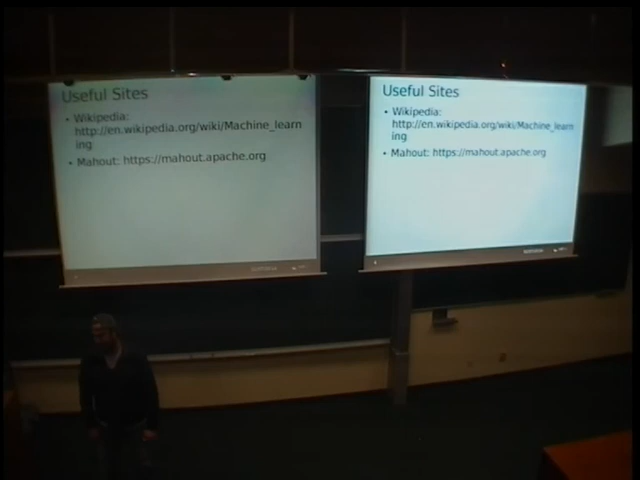 Useful Sites
• Wikipedia:
http://en.wikipedia.org/wiki/Machine_learn
ing
• Mahout: https://mahout.apache.org
Useful Sites
• Wikipedia:
http://en.wikipedia.org/wiki/Machine_learn
ing
• Mahout: https://mahout.apache.org